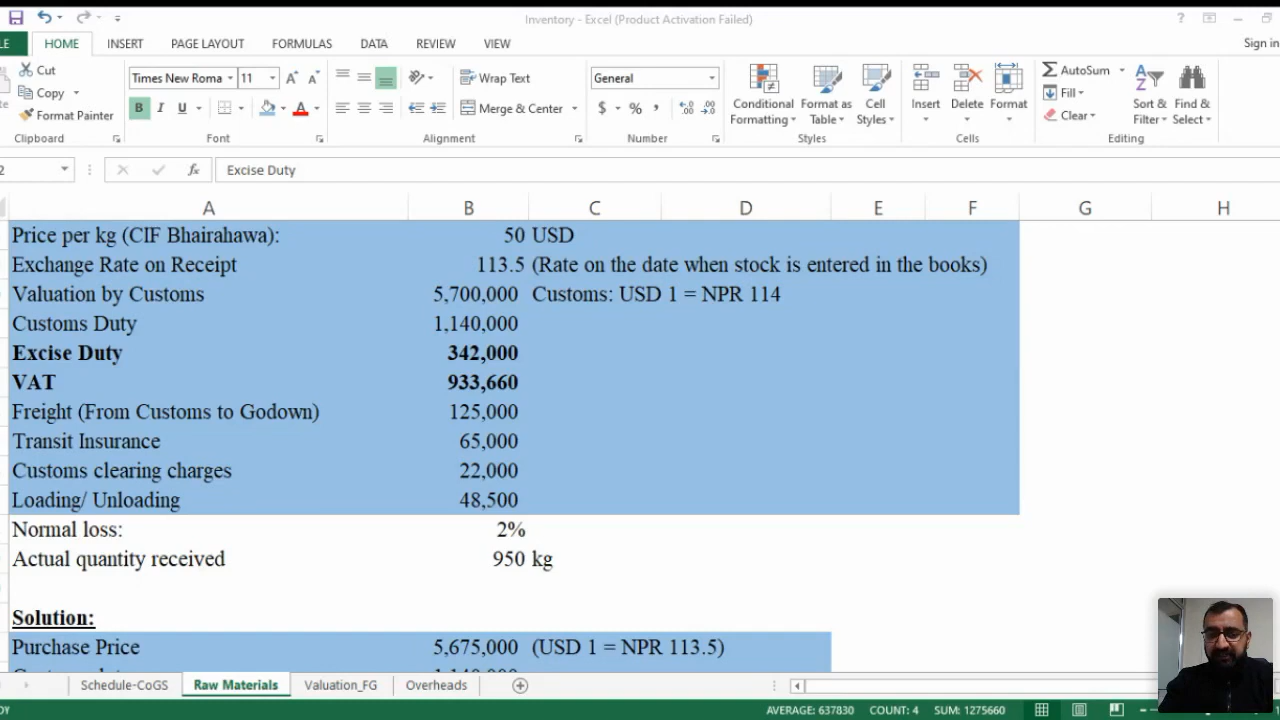 Inventory - Excel (Product Activation Failed)
?
LE HOME INSERT PAGE LAYOUT FORMULAS DATA REVIEW VIEW Sign in
Cut
Copy
Format Painter
Clipboard
Times New Roma 11
B I U
Font
Wrap Text
Merge & Center
Alignment
General
$ % ,
Number
Conditional Formatting
Format as Table
Cell Styles
Styles
Insert
Delete
Format
Cells
AutoSum
Fill
Clear
Sort & Filter
Find & Select
Editing
2 fx Excise Duty
A B C D E F G H
Price per kg (CIF Bhairahawa): 50 USD
Exchange Rate on Receipt 113.5 (Rate on the date when stock is entered in the books)
Valuation by Customs 5,700,000 Customs: USD 1 = NPR 114
Customs Duty 1,140,000
Excise Duty 342,000
VAT 933,660
Freight (From Customs to Godown) 125,000
Transit Insurance 65,000
Customs clearing charges 22,000
Loading/ Unloading 48,500
Normal loss: 2%
Actual quantity received 950 kg
Solution:
Purchase Price 5,675,000 (USD 1 = NPR 113.5)
Schedule-CoGS Raw Materials Valuation_FG Overheads
DY AVERAGE: 637830 COUNT: 4 SUM: 1275660